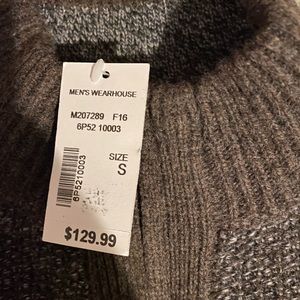 MEN'S WEARHOUSE
M207289 F16
6P52 10003
6P5210003
SIZE
S
$129.99